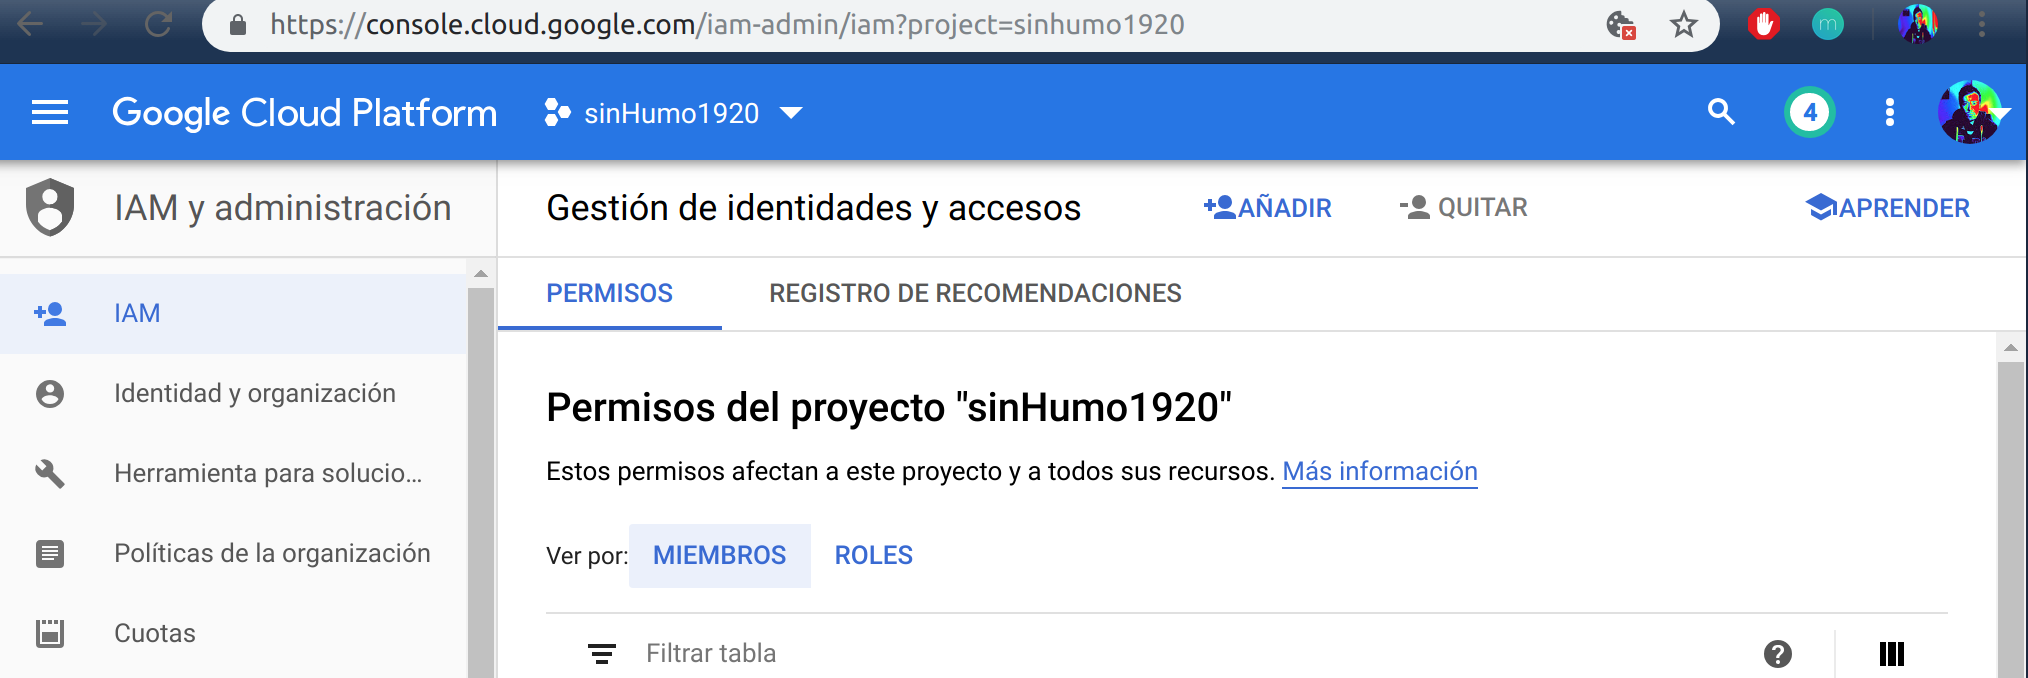 https://console.cloud.google.com/iam-admin/iam?project=sinhumo1920
m
Google Cloud Platform
sinHumo1920
4
IAM y administración
Gestión de identidades y accesos
AÑADIR
QUITAR
APRENDER
IAM
Identidad y organización
Herramienta para solucio...
Políticas de la organización
Cuotas
PERMISOS
REGISTRO DE RECOMENDACIONES
Permisos del proyecto "sinHumo1920"
Estos permisos afectan a este proyecto y a todos sus recursos. Más información
Ver por: MIEMBROS ROLES
Filtrar tabla
?